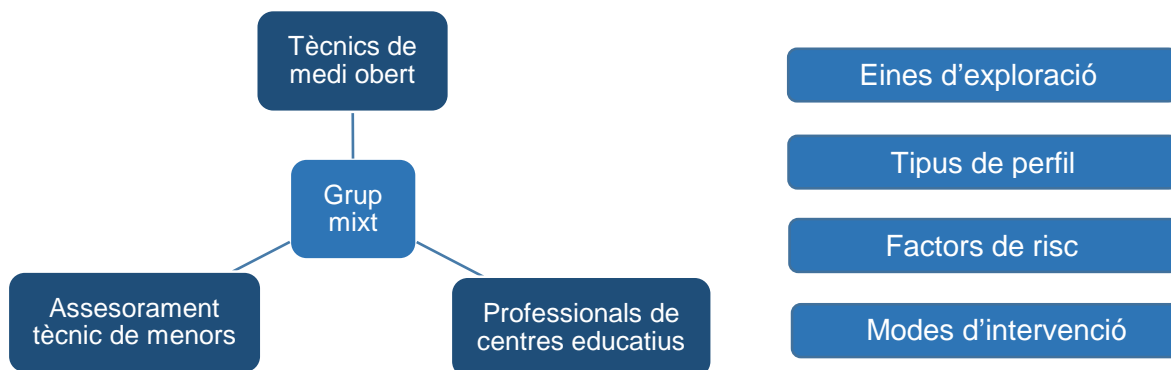 Tècnics de
medi obert
Grup
mixt
Assesorament
tècnic de menors
Professionals de
centres educatius
Eines d'exploració
Tipus de perfil
Factors de risc
Modes d'intervenció